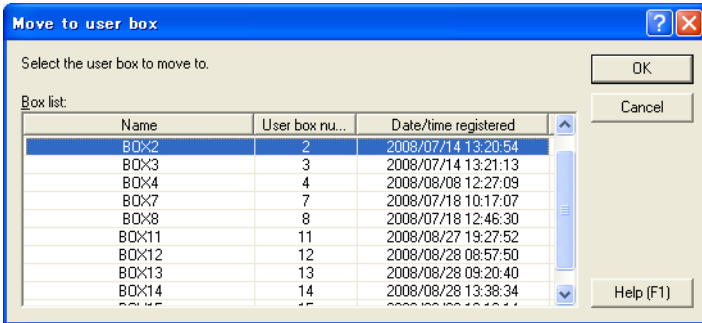 Move to user box
Select the user box to move to.
OK
Box list:
Cancel
Name User box nu... Date/time registered
BOX2 2 2008/07/14 13:20:54
BOX3 3 2008/07/14 13:21:13
BOX4 4 2008/08/08 12:27:09
BOX7 7 2008/07/18 10:17:07
BOX8 8 2008/07/18 12:46:30
BOX11 11 2008/08/27 19:27:52
BOX12 12 2008/08/28 08:57:50
BOX13 13 2008/08/28 09:20:40
BOX14 14 2008/08/28 13:38:34
Help (F1)